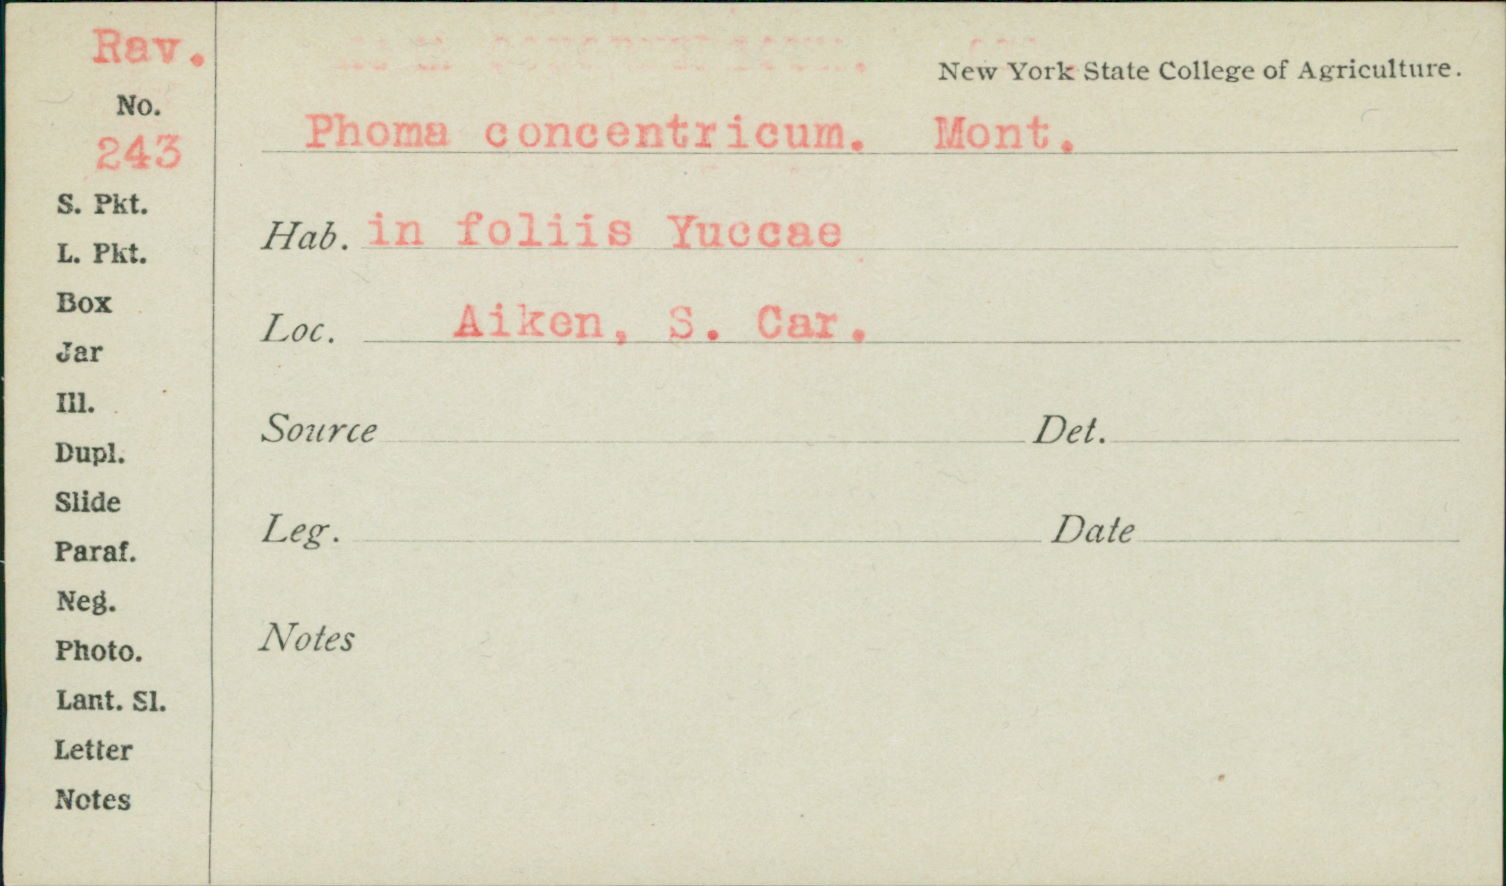 Rav.
No.
243
S. Pkt.
L. Pkt.
Box
Jar
Ill.
Dupl.
Slide
Paraf.
Neg.
Photo.
Lant. Sl.
Letter
Notes
New York State College of Agriculture.
Phoma concentricum. Mont.
Hab. in foliis Yuccae
Loc. Aiken, S. Car.
Source Det.
Leg. Date
Notes